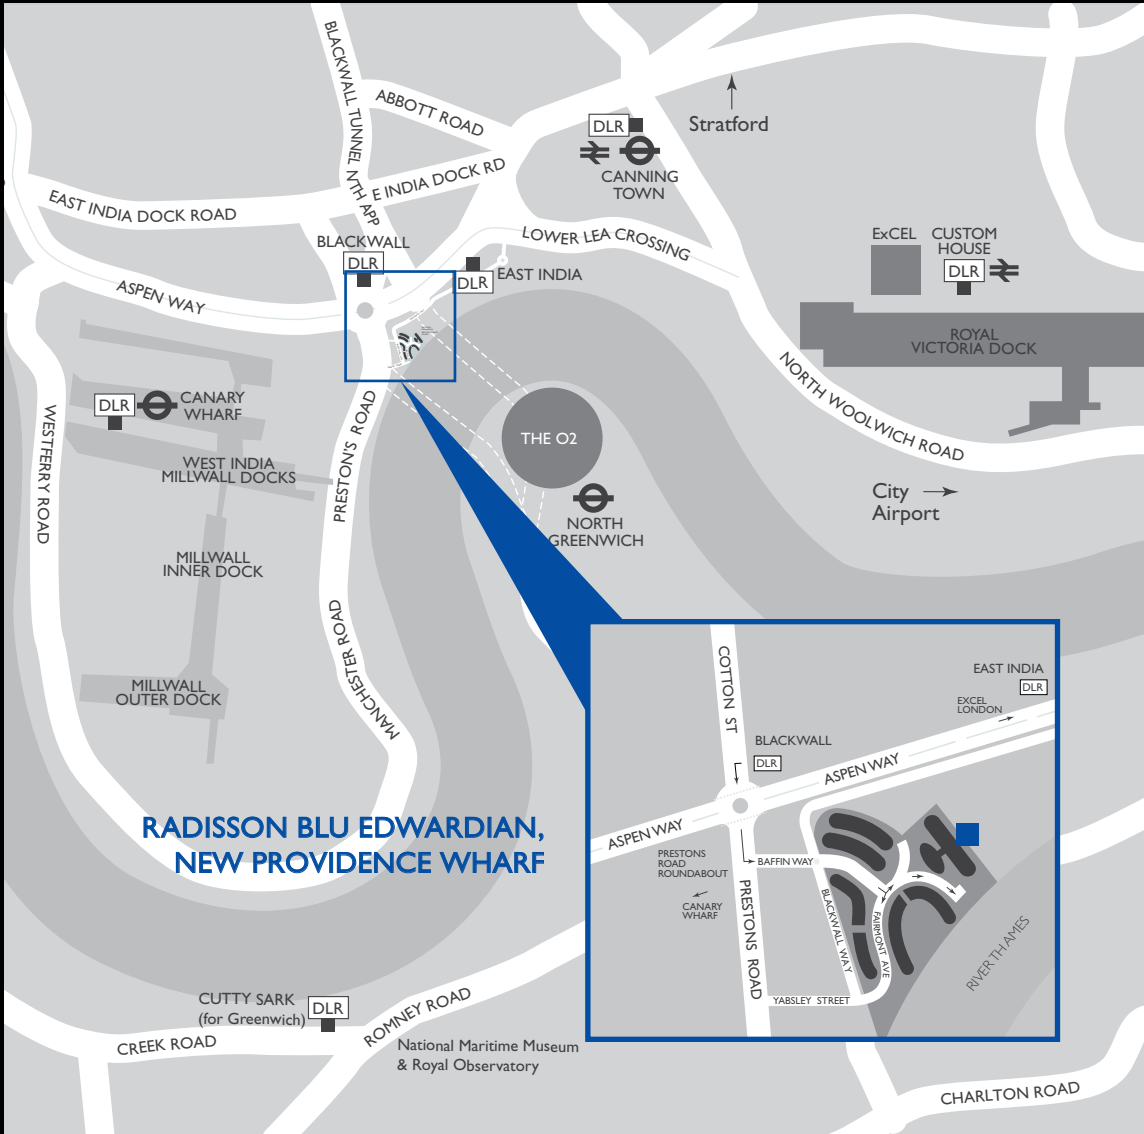 BLACKWALL TUNNEL NTH APP
ABBOTT ROAD
DLR
Stratford
E INDIA DOCK RD
CANNING
TOWN
EAST INDIA DOCK ROAD
LOWER LEA CROSSING
BLACKWALL
DLR
ExCEL
CUSTOM
HOUSE
DLR
EAST INDIA
DLR
ASPEN WAY
ROYAL
VICTORIA DOCK
NORTH WOOLWICH ROAD
DLR
CANARY
WHARF
WESTFERRY ROAD
PRESTON'S ROAD
THE O2
WEST INDIA
MILLWALL DOCKS
City
Airport
NORTH
GREENWICH
MILLWALL
INNER DOCK
MANCHESTER ROAD
MILLWALL
OUTER DOCK
COTTON ST
EAST INDIA
DLR
EXCEL
LONDON
BLACKWALL
DLR
ASPEN WAY
ASPEN WAY
PRESTONS
ROAD
ROUNDABOUT
BAFFIN WAY
CANARY
WHARF
PRESTONS ROAD
BLACKWALL WAY
FAIRMONT AVE
RIVER THAMES
YABSLEY STREET
RADISSON BLU EDWARDIAN,
NEW PROVIDENCE WHARF
CUTTY SARK
(for Greenwich)
DLR
ROMNEY ROAD
CREEK ROAD
National Maritime Museum
& Royal Observatory
CHARLTON ROAD